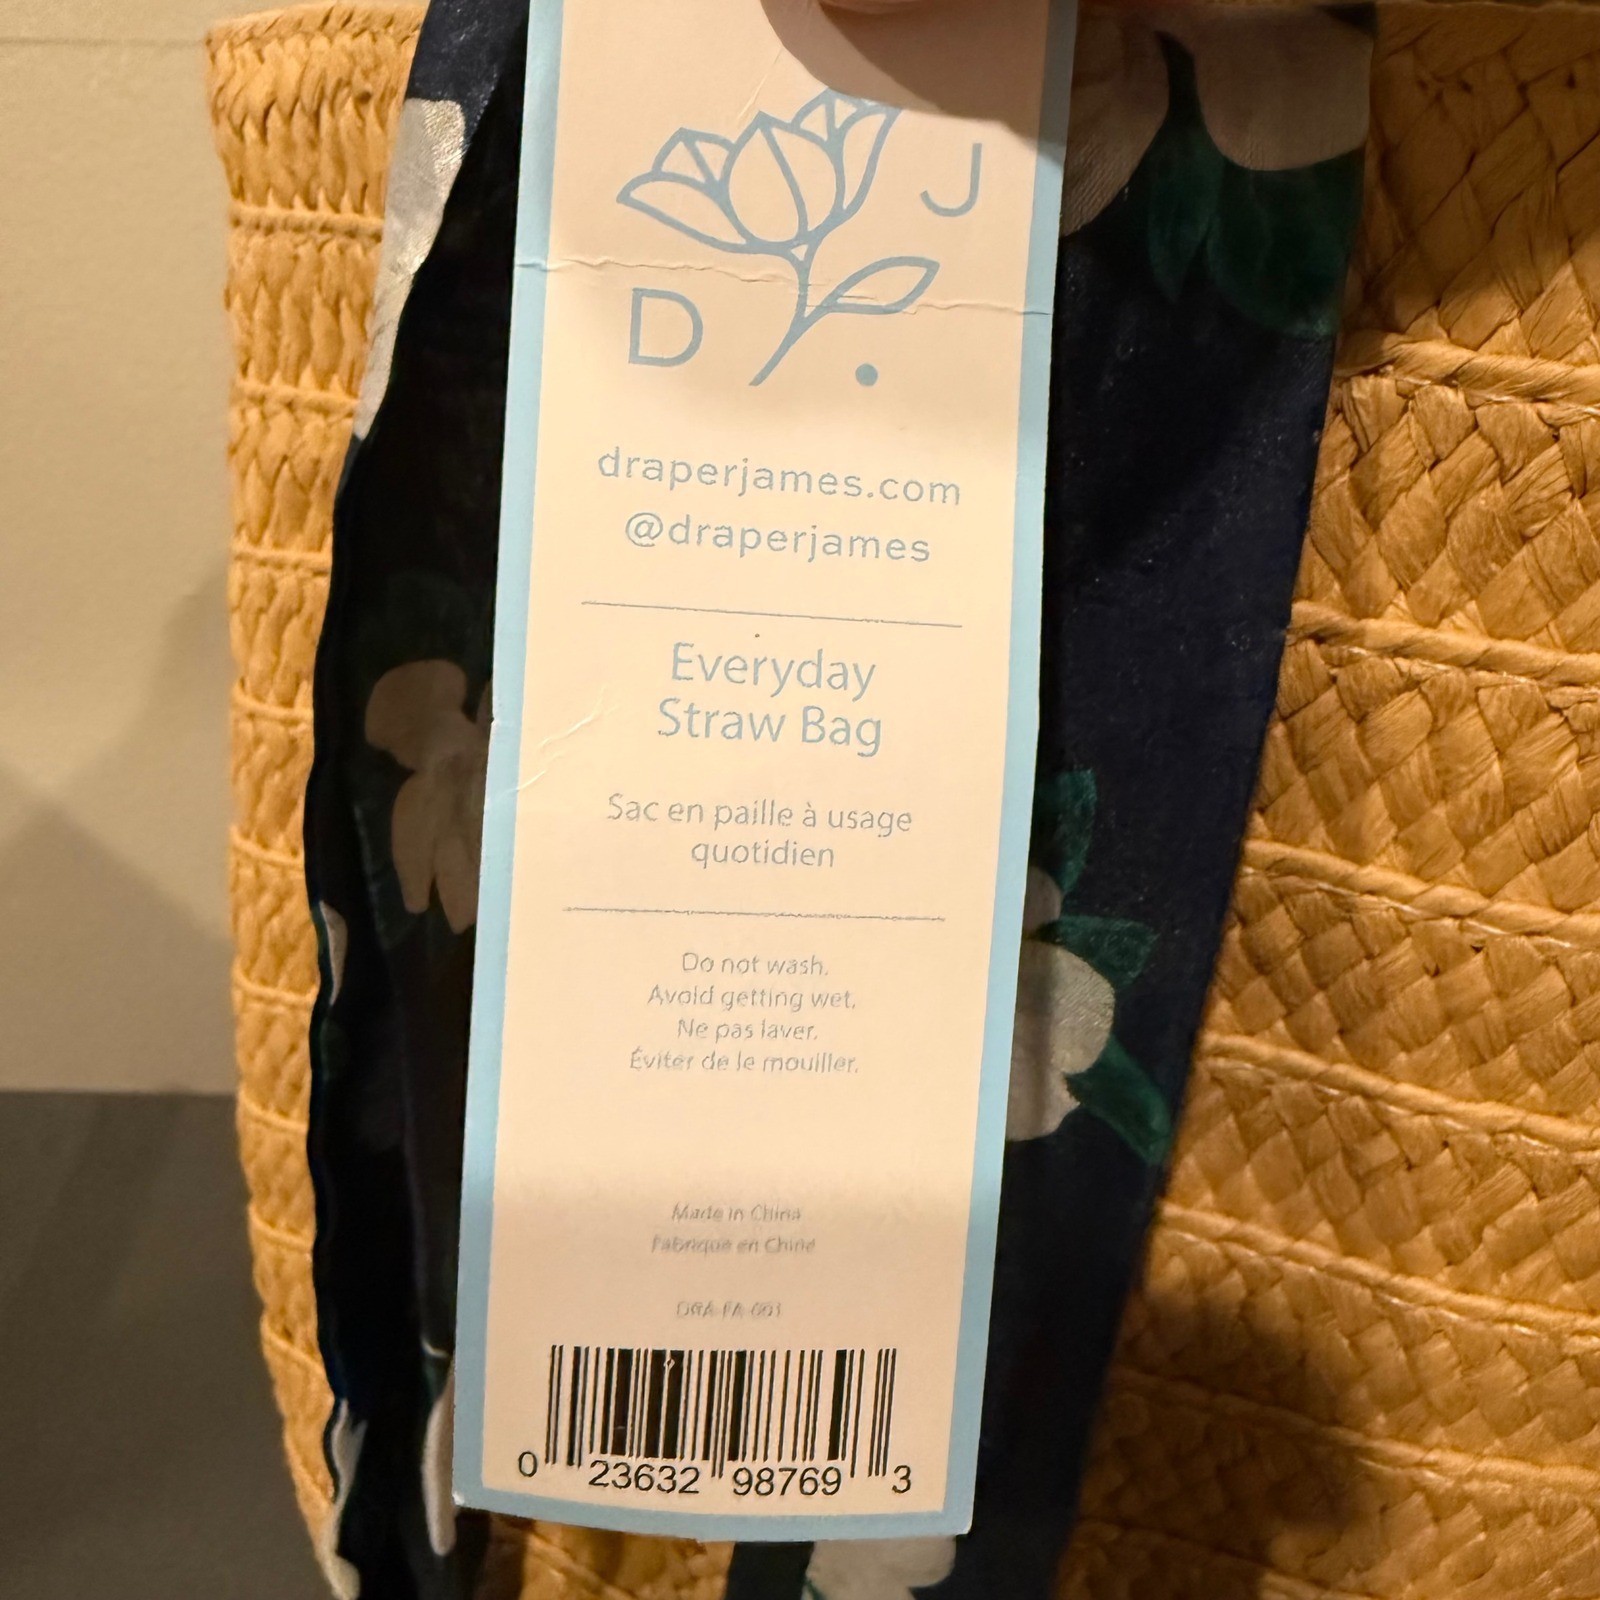 D J .
draperjames.com
@draperjames
Everyday
Straw Bag
Sac en paille à usage
quotidien
Do not wash.
Avoid getting wet.
Ne pas laver.
Éviter de le mouiller.
Made in China
Fabriqué en Chine
0 23632 98769 3